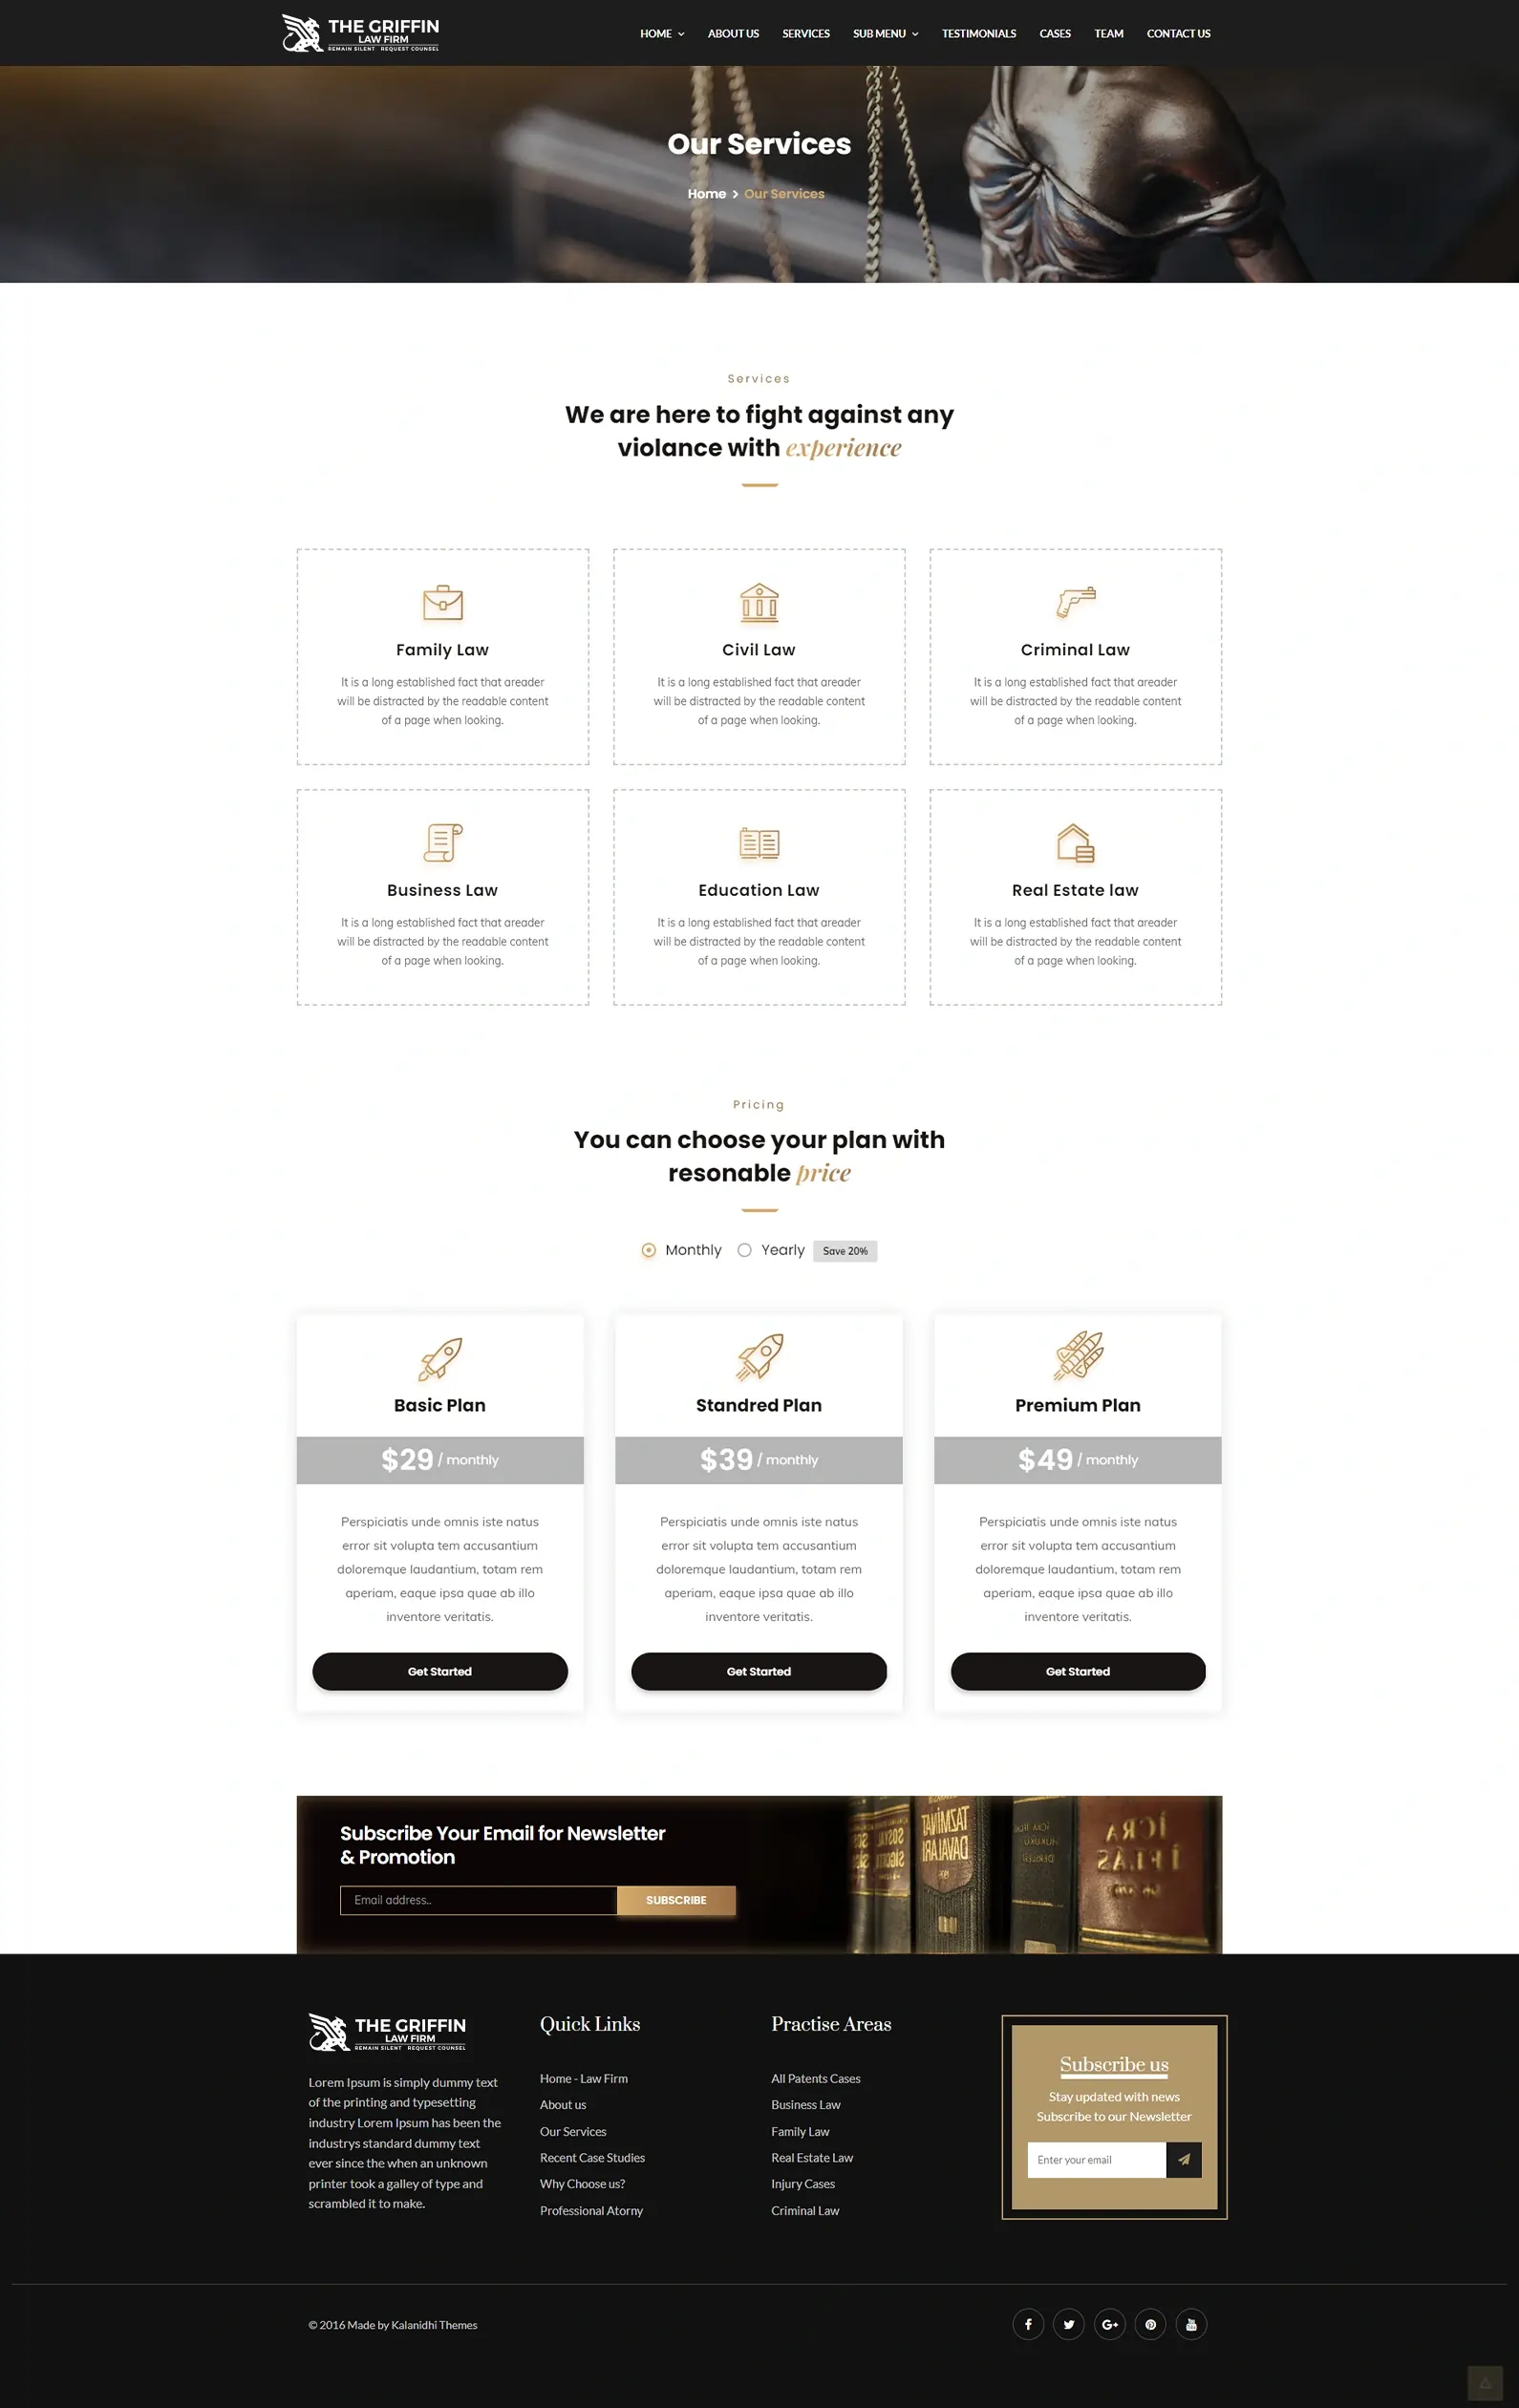 THE GRIFFIN
LAW FIRM
REMAIN SILENT REQUEST COUNSEL
HOME
ABOUT US
SERVICES
SUB MENU
TESTIMONIALS
CASES
TEAM
CONTACT US
Our Services
Home > Our Services
Services
We are here to fight against any
violance with experience
Family Law
It is a long established fact that areader
will be distracted by the readable content
of a page when looking.
Civil Law
It is a long established fact that areader
will be distracted by the readable content
of a page when looking.
Criminal Law
It is a long established fact that areader
will be distracted by the readable content
of a page when looking.
Business Law
It is a long established fact that areader
will be distracted by the readable content
of a page when looking.
Education Law
It is a long established fact that areader
will be distracted by the readable content
of a page when looking.
Real Estate law
It is a long established fact that areader
will be distracted by the readable content
of a page when looking.
Pricing
You can choose your plan with
resonable price
Monthly
Yearly
Save 20%
Basic Plan
$29 / monthly
Perspiciatis unde omnis iste natus
error sit volupta tem accusantium
doloremque laudantium, totam rem
aperiam, eaque ipsa quae ab illo
inventore veritatis.
Get Started
Standred Plan
$39 / monthly
Perspiciatis unde omnis iste natus
error sit volupta tem accusantium
doloremque laudantium, totam rem
aperiam, eaque ipsa quae ab illo
inventore veritatis.
Get Started
Premium Plan
$49 / monthly
Perspiciatis unde omnis iste natus
error sit volupta tem accusantium
doloremque laudantium, totam rem
aperiam, eaque ipsa quae ab illo
inventore veritatis.
Get Started
Subscribe Your Email for Newsletter
& Promotion
Email address..
SUBSCRIBE
TAZMİNAT
DAVALARI
İCRA
İFLAS
THE GRIFFIN
LAW FIRM
REMAIN SILENT REQUEST COUNSEL
Lorem Ipsum is simply dummy text
of the printing and typesetting
industry Lorem Ipsum has been the
industrys standard dummy text
ever since the when an unknown
printer took a galley of type and
scrambled it to make.
Quick Links
Home - Law Firm
About us
Our Services
Recent Case Studies
Why Choose us?
Professional Atorny
Practise Areas
All Patents Cases
Business Law
Family Law
Real Estate Law
Injury Cases
Criminal Law
Subscribe us
Stay updated with news
Subscribe to our Newsletter
Enter your email
© 2016 Made by Kalanidhi Themes